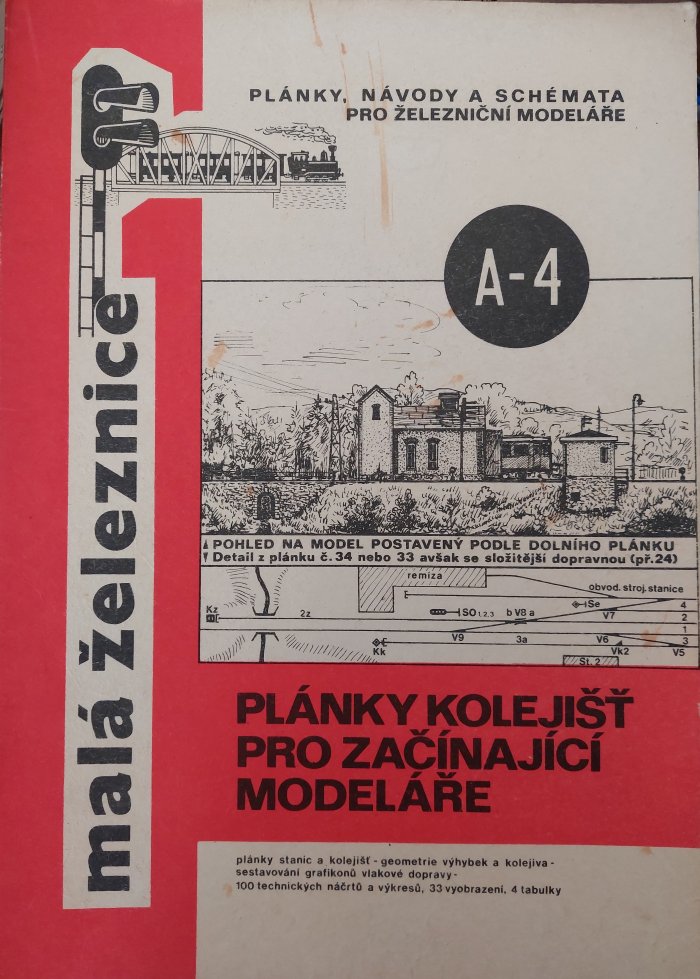 PLÁNKY, NÁVODY A SCHÉMATA
PRO ŽELEZNIČNÍ MODELÁŘE
malá železnice
1
A-4
POHLED NA MODEL POSTAVENÝ PODLE DOLNÍHO PLÁNKU
Detail z plánku č.34 nebo 33 avšak se složitější dopravnou (př.24)
remíza
obvod. stroj. stanice
Kz
2z
SO 1,2,3
b V8 a
Se
4
V7
2
1
V9
3a
V6
3
Kk
Vk2
V5
St. 2
PLÁNKY KOLEJIŠŤ
PRO ZAČÍNAJÍCÍ
MODELÁŘE
plánky stanic a kolejišť - geometrie výhybek a kolejiva -
sestavování grafikonů vlakové dopravy -
100 technických náčrtů a výkresů, 33 vyobrazení, 4 tabulky